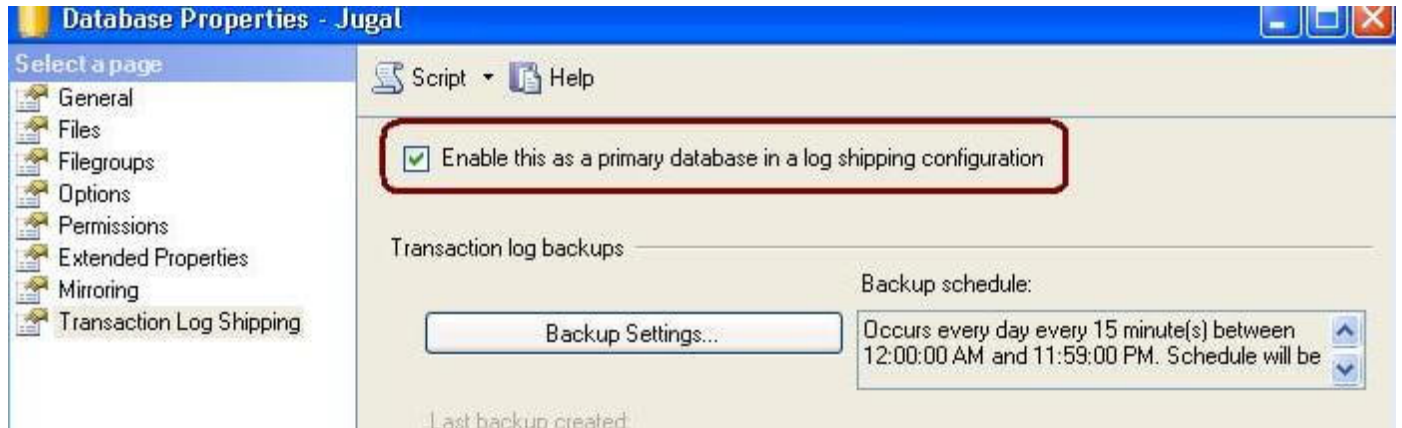 Database Properties - Jugal
Select a page
General
Files
Filegroups
Options
Permissions
Extended Properties
Mirroring
Transaction Log Shipping
Script Help
Enable this as a primary database in a log shipping configuration
Transaction log backups
Backup schedule:
Backup Settings...
Occurs every day every 15 minute(s) between
12:00:00 AM and 11:59:00 PM. Schedule will be
Last backup created: